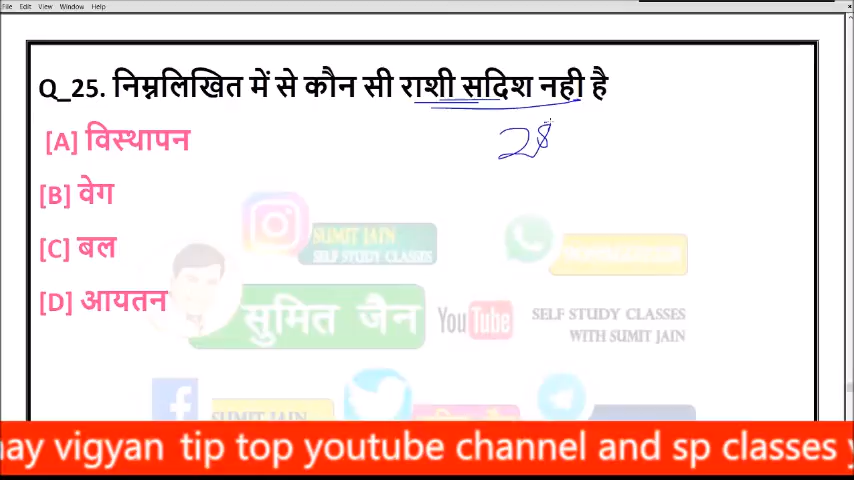 File Edit View Window Help
Q_25. निम्नलिखित में से कौन सी राशी सदिश नही है
28
[A] विस्थापन
[B] वेग
[C] बल
[D] आयतन
SUMIT JAIN
SELF STUDY CLASSES
सुमित जैन
YouTube
SELF STUDY CLASSES
WITH SUMIT JAIN
SUMIT JAIN
nay vigyan tip top youtube channel and sp classes y